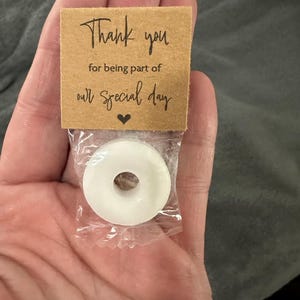 Thank you
for being part of
our special day